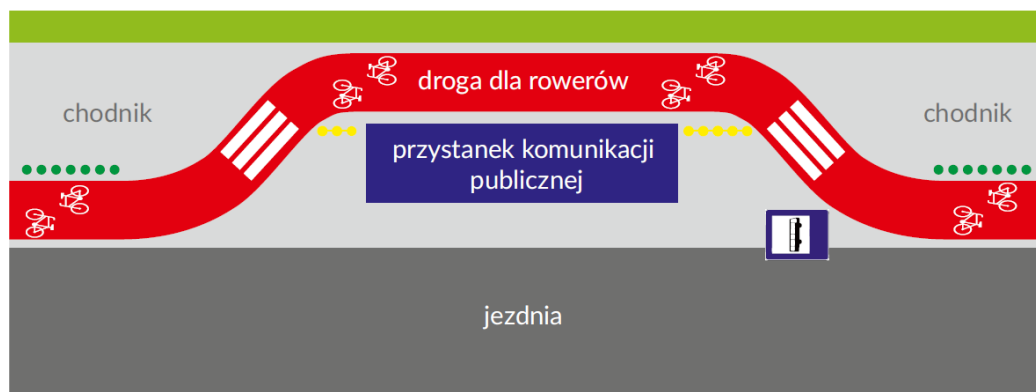 droga dla rowerów
chodnik
chodnik
przystanek komunikacji
publicznej
jezdnia